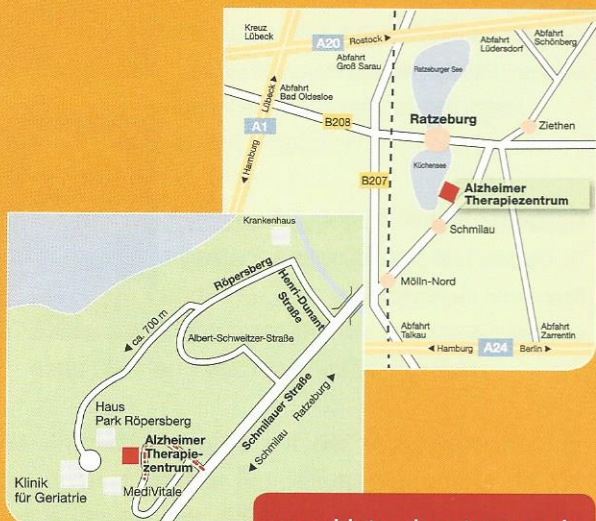 Kreuz
Lübeck
A20
Rostock ►
Abfahrt
Groß Sarau
Abfahrt
Lüdersdorf
Abfahrt
Schönberg
Ratzeburger See
Lübeck ►
Abfahrt
Bad Oldesloe
A1
◄ Hamburg
B208
Ratzeburg
Ziethen
Küchensee
B207
Alzheimer
Therapiezentrum
Schmilau
Mölln-Nord
Abfahrt
Talkau
◄ Hamburg
A24
Berlin ►
Abfahrt
Zarrentin
Krankenhaus
Röpersberg
Henri-Dunant
Straße
◄ ca. 700 m
Albert-Schweitzer-Straße
Schmilauer Straße
◄ Schmilau
Ratzeburg ►
Haus
Park Röpersberg
Alzheimer
Therapie-
zentrum
Klinik
für Geriatrie
MediVitale